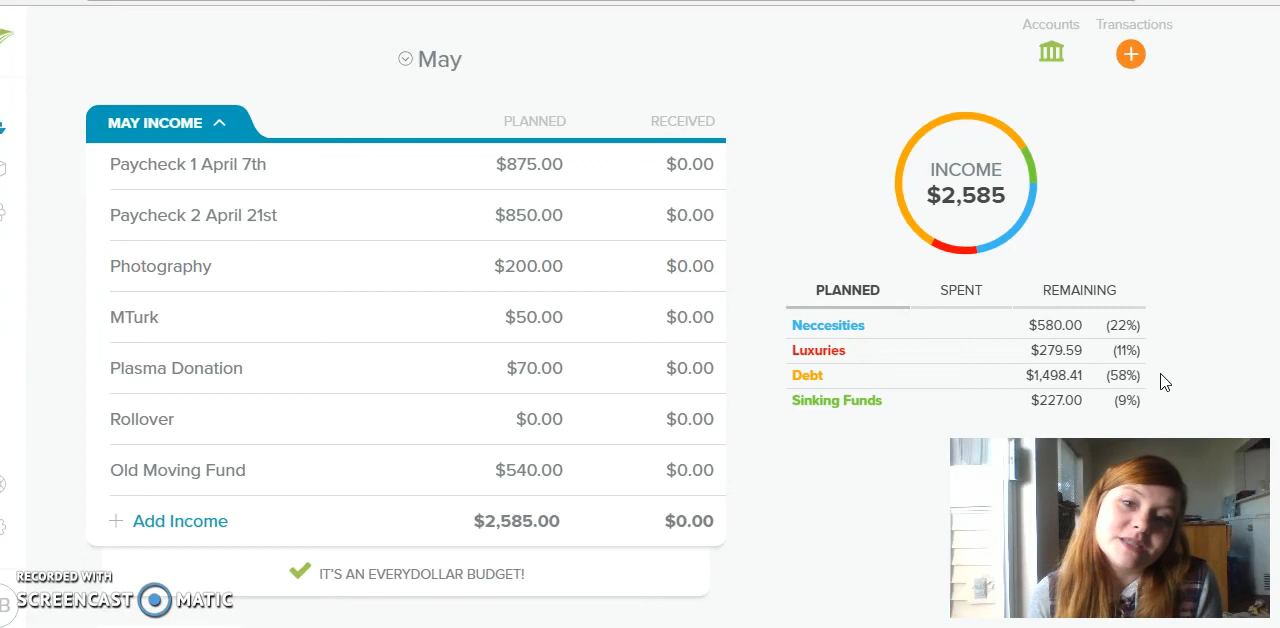 Accounts Transactions
May
MAY INCOME PLANNED RECEIVED
Paycheck 1 April 7th $875.00 $0.00
Paycheck 2 April 21st $850.00 $0.00
Photography $200.00 $0.00
MTurk $50.00 $0.00
Plasma Donation $70.00 $0.00
Rollover $0.00 $0.00
Old Moving Fund $540.00 $0.00
+ Add Income $2,585.00 $0.00
IT'S AN EVERYDOLLAR BUDGET!
INCOME
$2,585
PLANNED SPENT REMAINING
Neccesities $580.00 (22%)
Luxuries $279.59 (11%)
Debt $1,498.41 (58%)
Sinking Funds $227.00 (9%)
RECORDED WITH
SCREENCAST MATIC
B